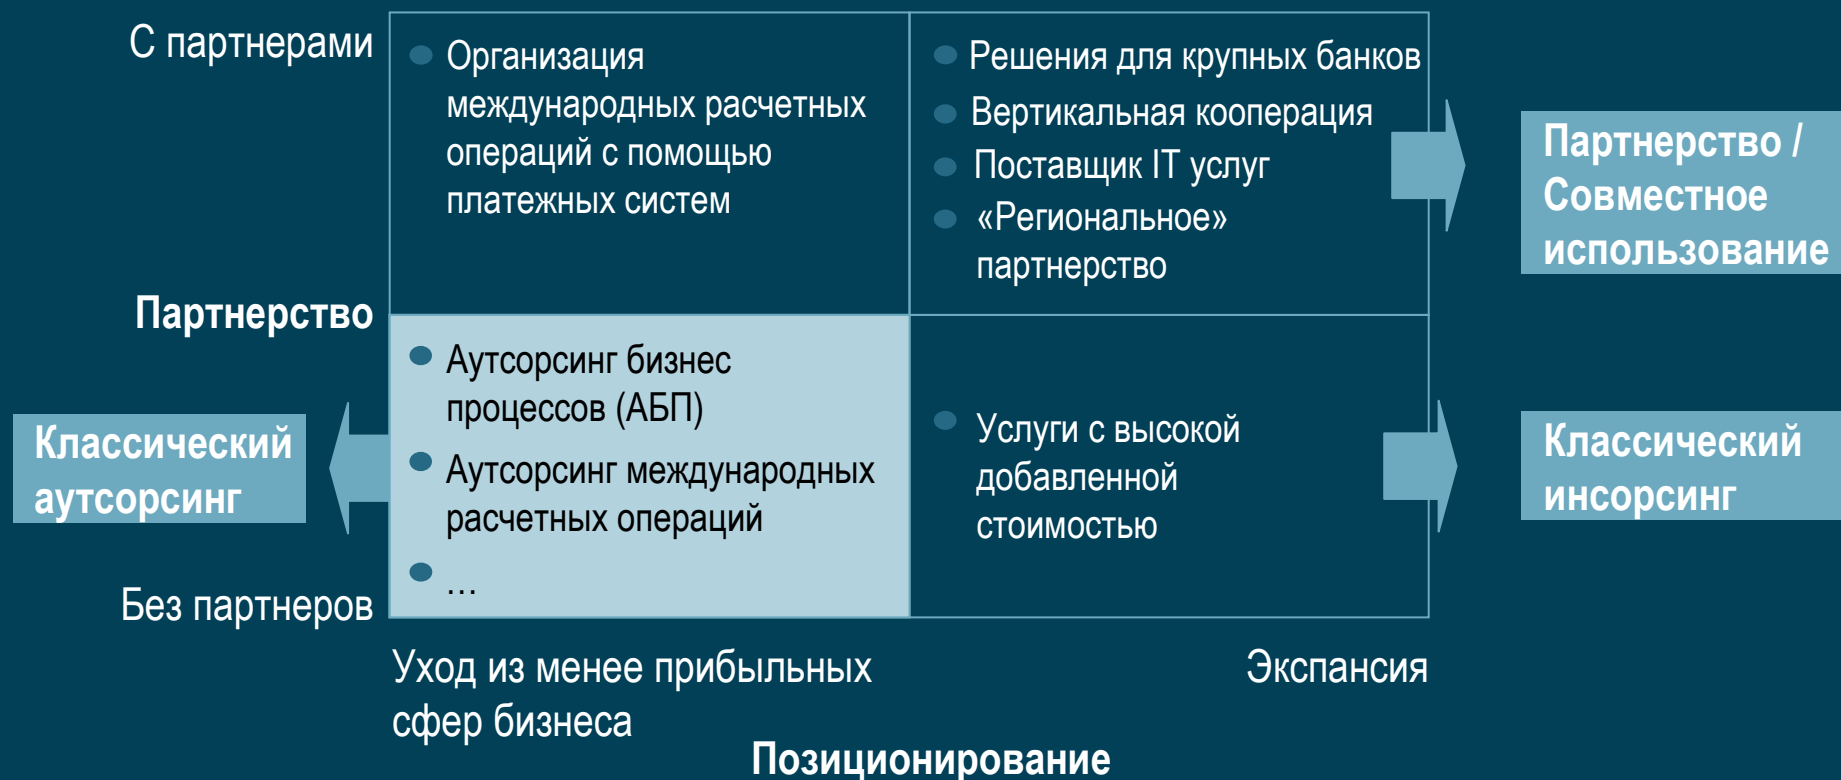 С партнерами
Организация
международных расчетных
операций с помощью
платежных систем
Решения для крупных банков
Вертикальная кооперация
Поставщик IT услуг
«Региональное»
партнерство
Партнерство /
Совместное
использование
Партнерство
Классический
аутсорсинг
Аутсорсинг бизнес
процессов (АБП)
Аутсорсинг международных
расчетных операций
…
Услуги с высокой
добавленной
стоимостью
Классический
инсорсинг
Без партнеров
Уход из менее прибыльных
сфер бизнеса
Экспансия
Позиционирование